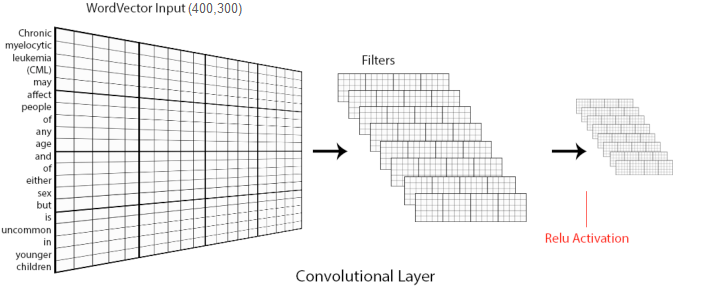 WordVector Input (400,300)
Chronic
myelocytic
leukemia
(CML)
may
affect
people
of
any
age
and
of
either
sex
but
is
uncommon
in
younger
children
Filters
Relu Activation
Convolutional Layer